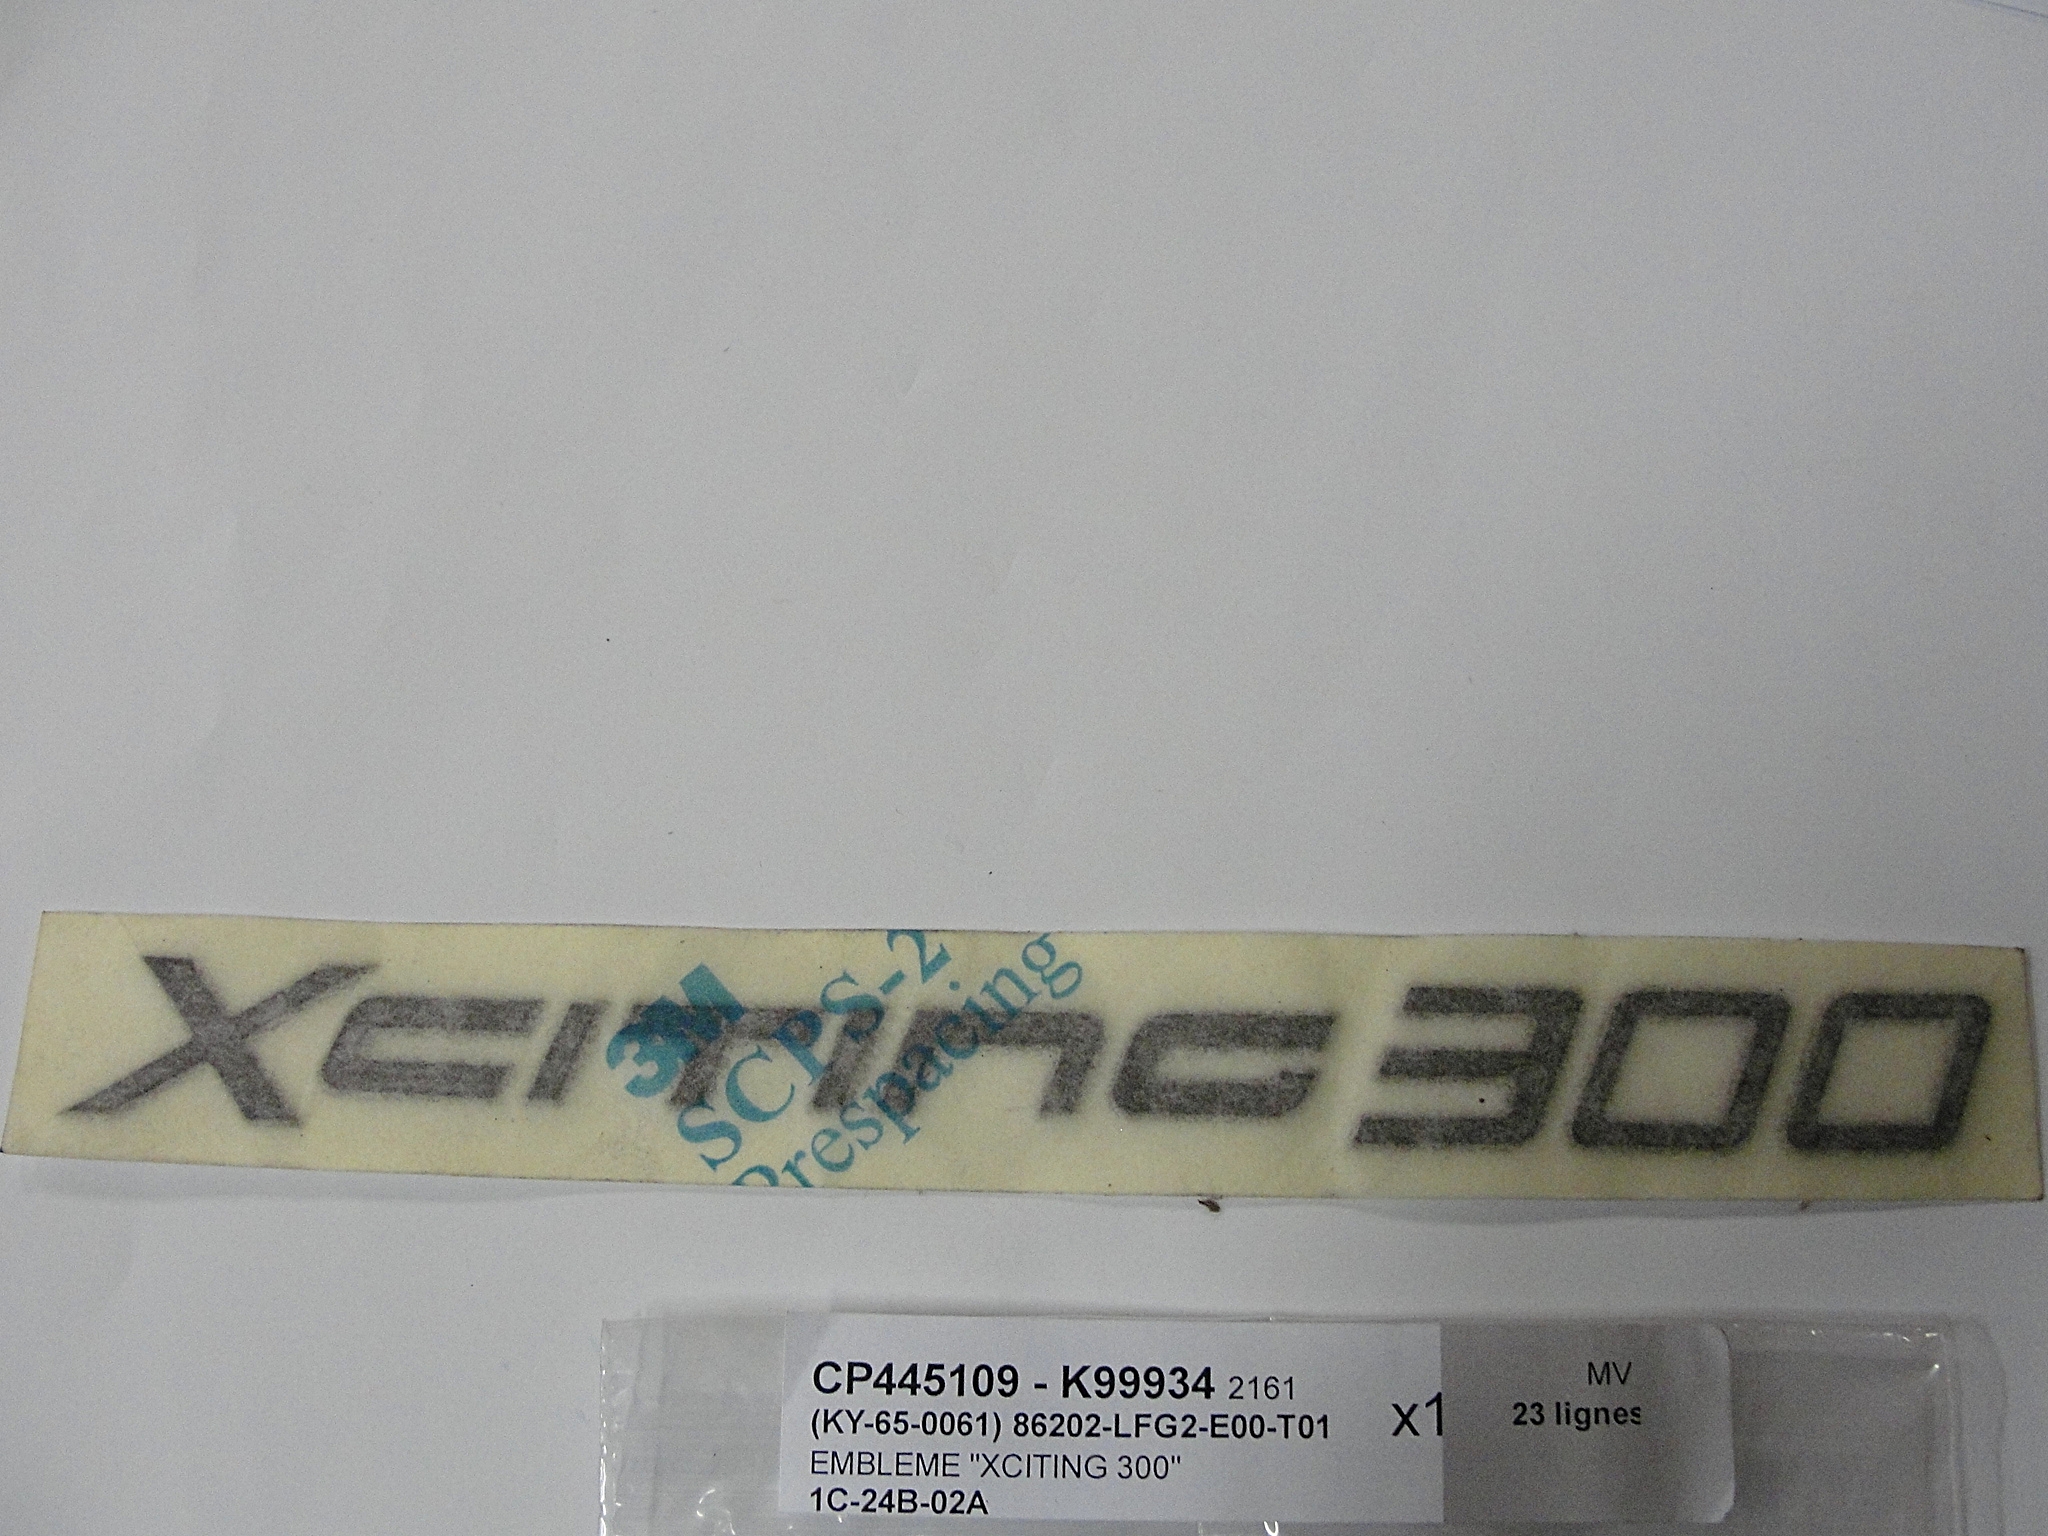 Xciting 300
3M
SCPS-2
Prespacing
CP445109 - K99934 2161
(KY-65-0061) 86202-LFG2-E00-T01
x1
EMBLEME "XCITING 300"
1C-24B-02A
MV
23 lignes